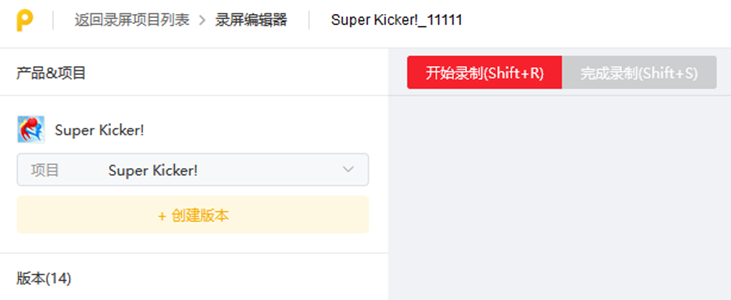 返回录屏项目列表 > 录屏编辑器 Super Kicker!_11111
产品&项目 开始录制(Shift+R) 完成录制(Shift+S)
Super Kicker!
项目 Super Kicker!
+ 创建版本
版本(14)